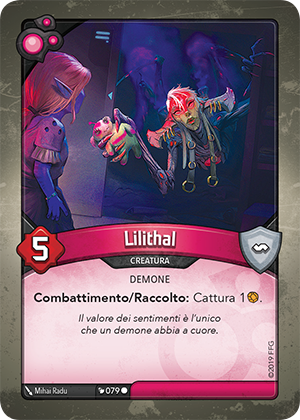 Lilithal
5
CREATURA
DEMONE
Combattimento/Raccolto: Cattura 1
Il valore dei sentimenti è l'unico
che un demone abbia a cuore.
©2019 FFG
Mihai Radu
079